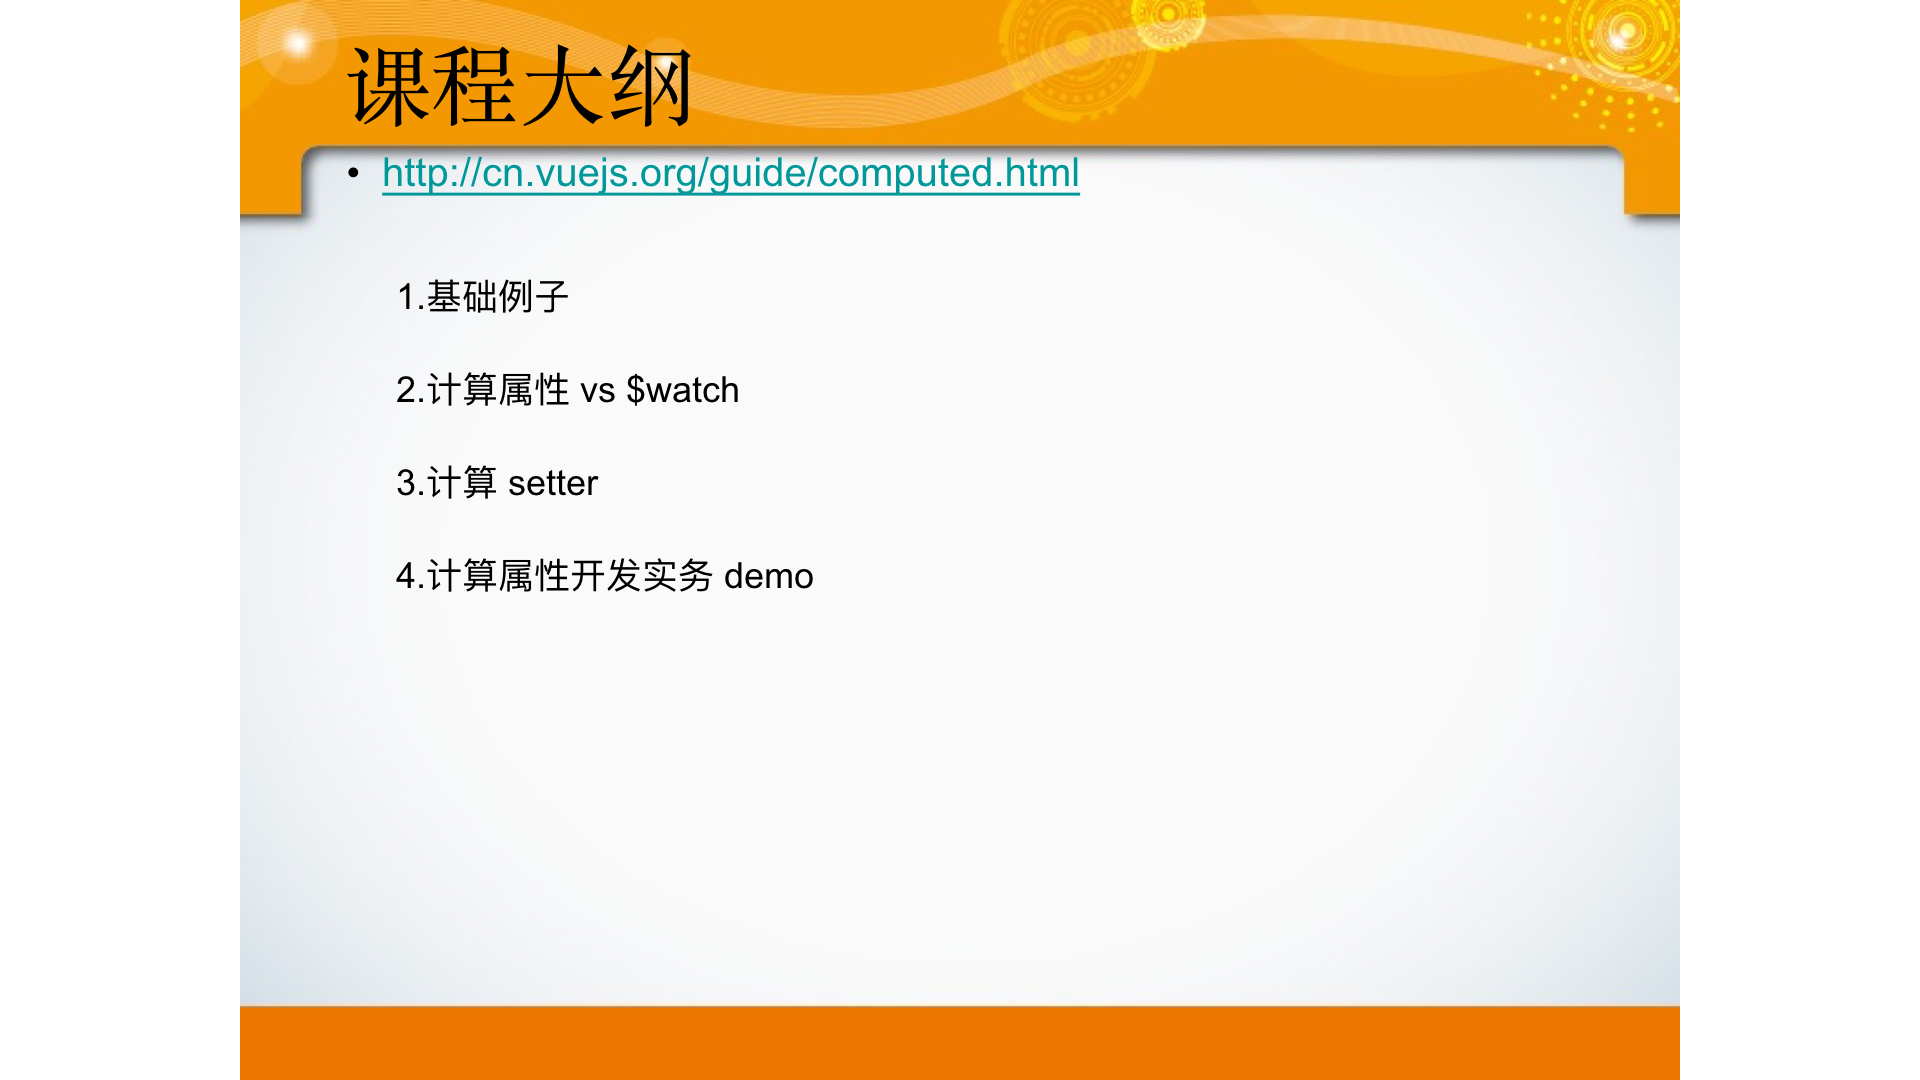 课程大纲
• http://cn.vuejs.org/guide/computed.html
1.基础例子
2.计算属性 vs $watch
3.计算 setter
4.计算属性开发实务 demo